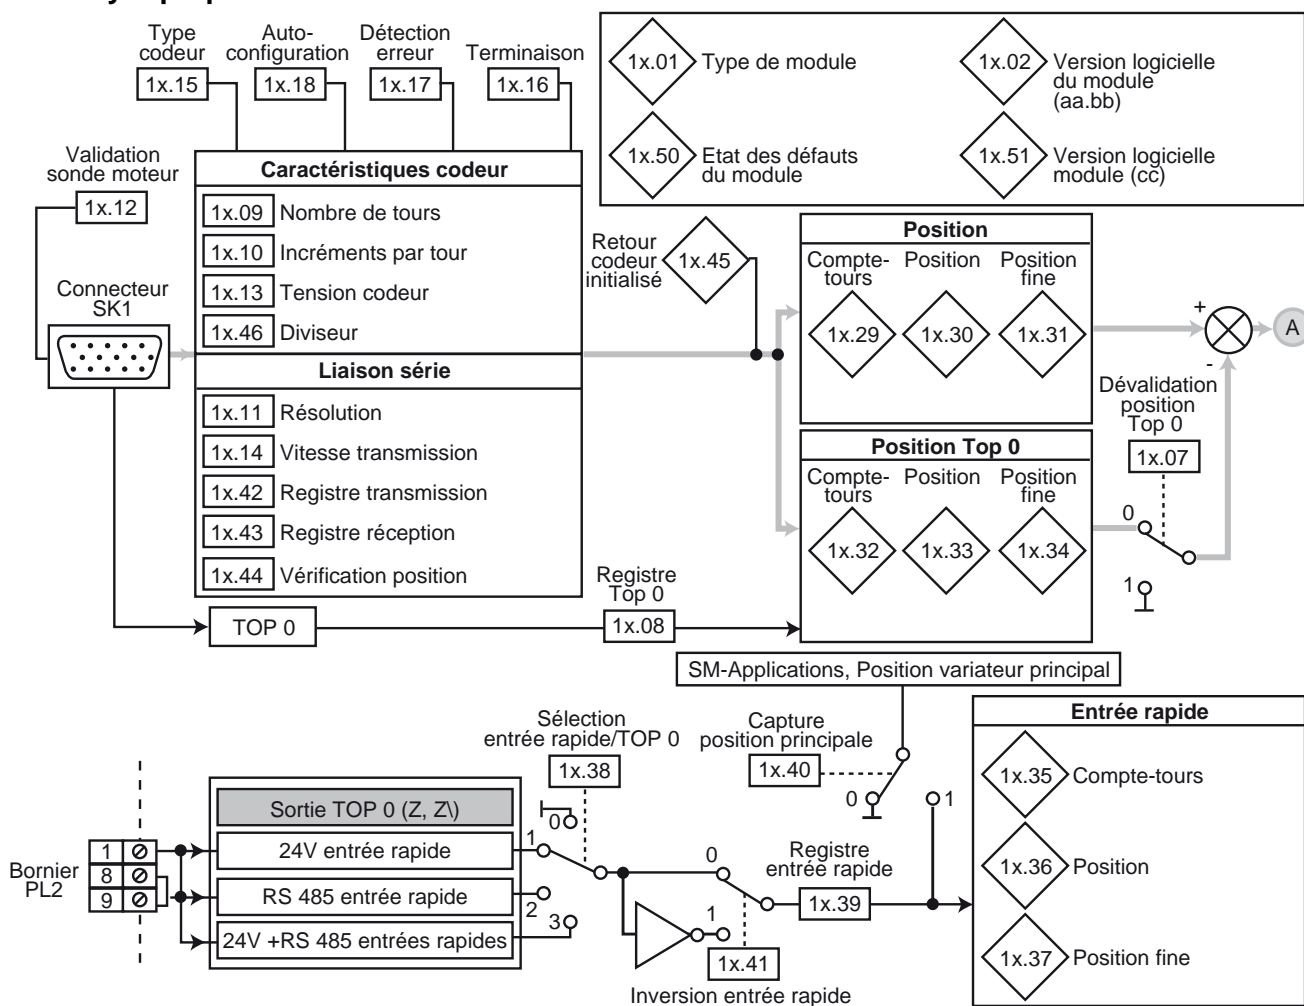 Type
codeur
1x.15
Auto-
configuration
1x.18
Détection
erreur
1x.17
Terminaison
1x.16
1x.01
Type de module
1x.02
Version logicielle
du module
(aa.bb)
1x.50
Etat des défauts
du module
1x.51
Version logicielle
module (cc)
Validation
sonde moteur
1x.12
Connecteur
SK1
Caractéristiques codeur
1x.09
Nombre de tours
1x.10
Incréments par tour
1x.13
Tension codeur
1x.46
Diviseur
Liaison série
1x.11
Résolution
1x.14
Vitesse transmission
1x.42
Registre transmission
1x.43
Registre réception
1x.44
Vérification position
TOP 0
Registre
Top 0
1x.08
Retour
codeur
initialisé
1x.45
Position
Compte-
tours
Position
Position
fine
1x.29
1x.30
1x.31
+
-
A
Position Top 0
Compte-
tours
Position
Position
fine
1x.32
1x.33
1x.34
Dévalidation
position
Top 0
1x.07
0
1
SM-Applications, Position variateur principal
Sélection
entrée rapide/TOP 0
1x.38
Capture
position principale
1x.40
0
1
Entrée rapide
1x.35
Compte-tours
1x.36
Position
1x.37
Position fine
Bornier
PL2
1
8
9
Sortie TOP 0 (Z, Z\)
24V entrée rapide
RS 485 entrée rapide
24V +RS 485 entrées rapides
0
1
2
3
0
1
1x.41
Inversion entrée rapide
Registre
entrée rapide
1x.39